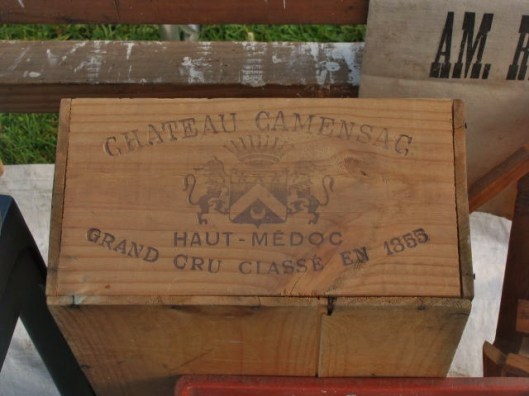 CHATEAU CAMENSAC
HAUT-MÉDOC
GRAND CRU CLASSÉ EN 1855
AM.